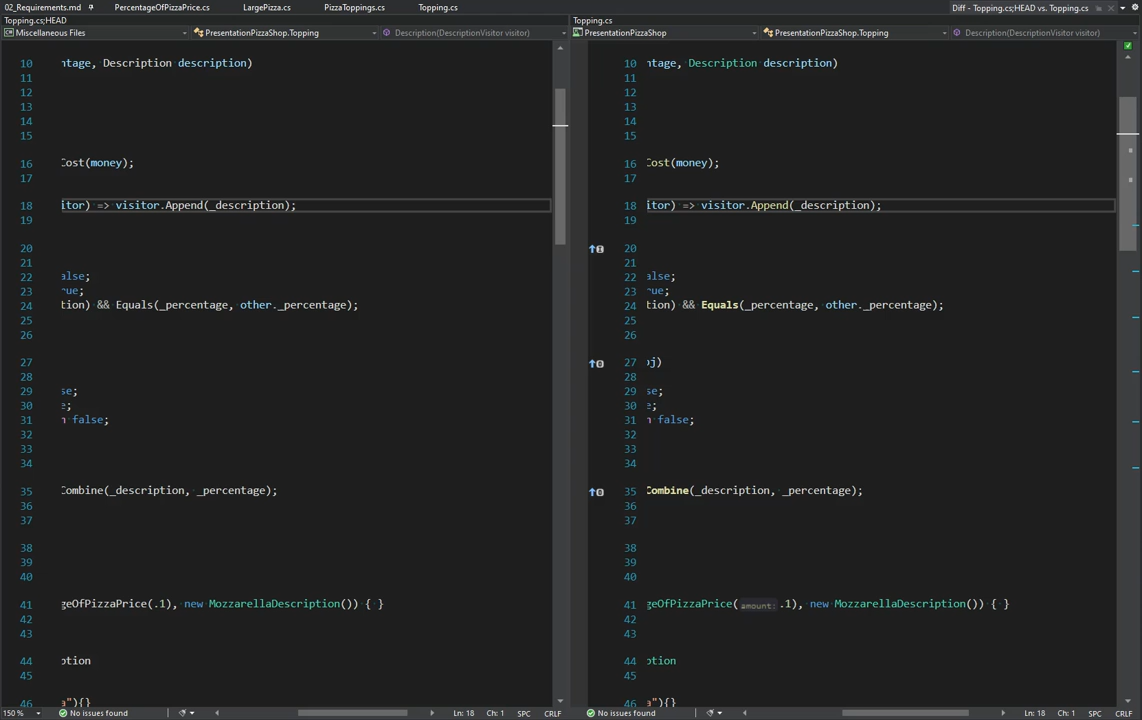 02_Requirements.md PercentageOfPizzaPrice.cs LargePizza.cs PizzaToppings.cs Topping.cs Diff - Topping.cs;HEAD vs. Topping.cs
Topping.cs;HEAD
Miscellaneous Files PresentationPizzaShop.Topping Description(DescriptionVisitor visitor)
10 ntage, Description description)
11
12
13
14
15
16 Cost(money);
17
18 itor) => visitor.Append(_description);
19
20
21
22 alse;
23 rue;
24 tion) && Equals(_percentage, other._percentage);
25
26
27
28
29 se;
30 e;
31 n false;
32
33
34
35 Combine(_description, _percentage);
36
37
38
39
40
41 geOfPizzaPrice(.1), new MozzarellaDescription()) { }
42
43
44 ption
45
46 a"){}
150 % No issues found Ln: 18 Ch: 1 SPC CRLF
Topping.cs
PresentationPizzaShop PresentationPizzaShop.Topping Description(DescriptionVisitor visitor)
10 ntage, Description description)
11
12
13
14
15
16 Cost(money);
17
18 itor) => visitor.Append(_description);
19
20
21
22 alse;
23 rue;
24 tion) && Equals(_percentage, other._percentage);
25
26
27 oj)
28
29 se;
30 e;
31 n false;
32
33
34
35 Combine(_description, _percentage);
36
37
38
39
40
41 geOfPizzaPrice(amount: .1), new MozzarellaDescription()) { }
42
43
44 ption
45
46 a"){}
No issues found Ln: 18 Ch: 1 SPC CRLF